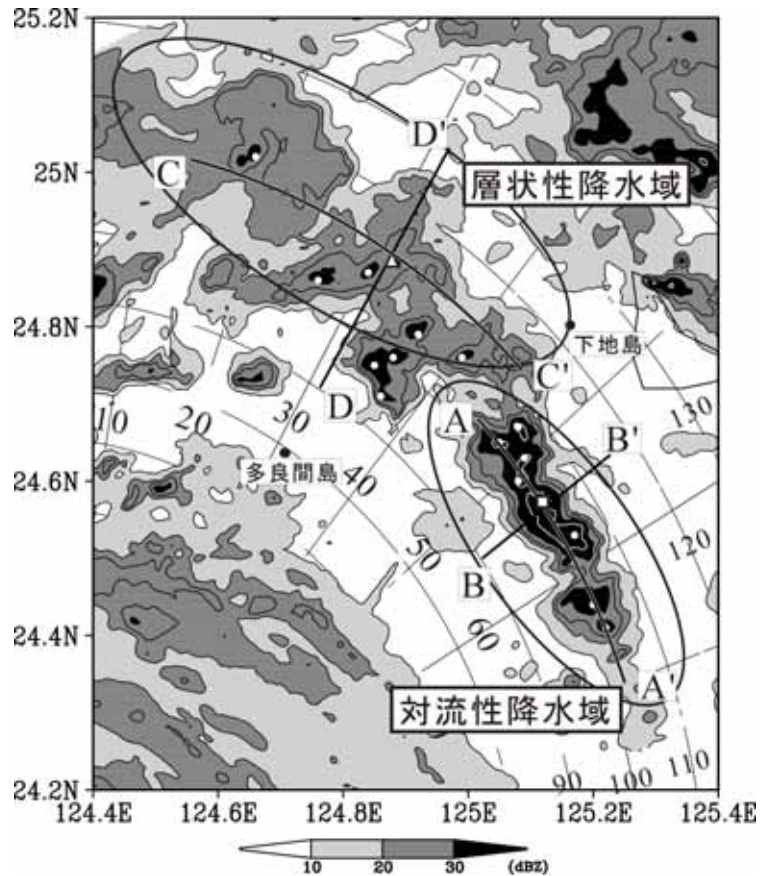 25.2N
D'
25N
層状性降水域
C
24.8N
下地島
C'
D
A
130
10
20
30
B'
24.6N
多良間島
40
120
50
B
60
24.4N
A'
対流性降水域
90
100
110
24.2N
124.4E
124.6E
124.8E
125E
125.2E
125.4E
10
20
30
(dBZ)